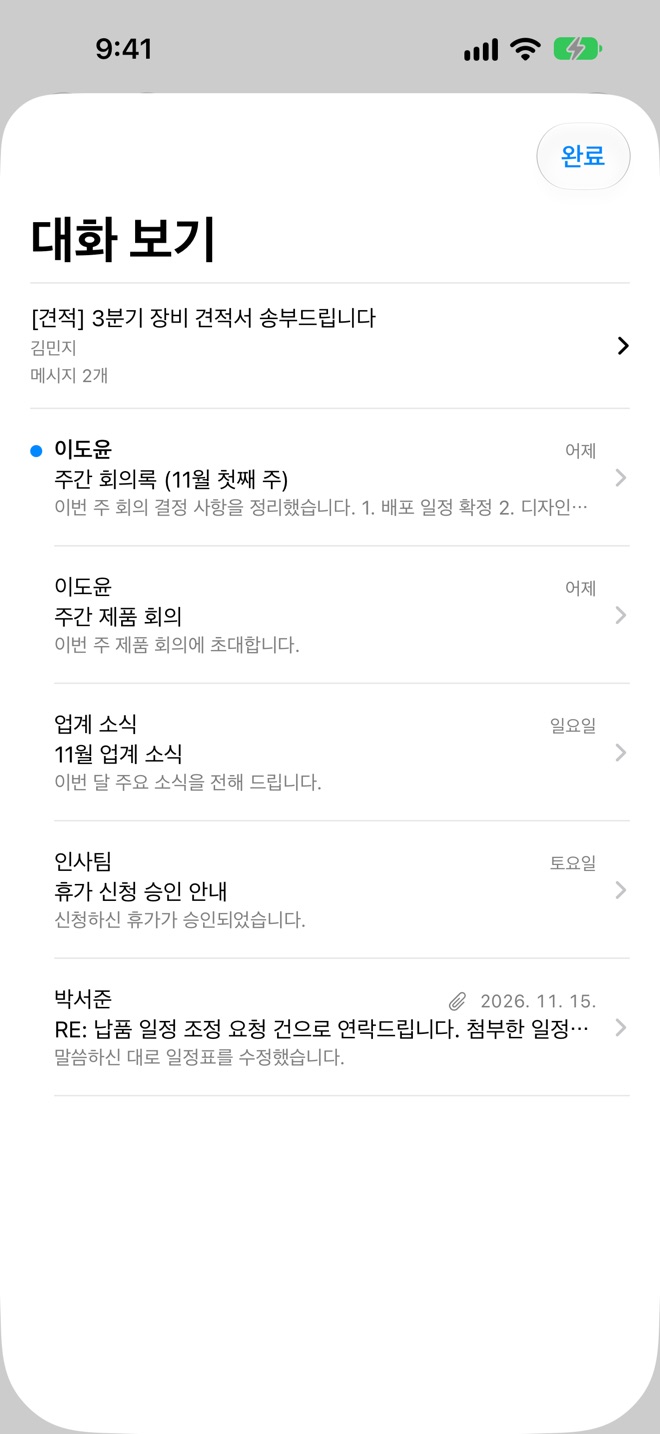 9:41
완료
대화 보기
[견적] 3분기 장비 견적서 송부드립니다
김민지
메시지 2개
이도윤 어제
주간 회의록 (11월 첫째 주)
이번 주 회의 결정 사항을 정리했습니다. 1. 배포 일정 확정 2. 디자인…
이도윤 어제
주간 제품 회의
이번 주 제품 회의에 초대합니다.
업계 소식 일요일
11월 업계 소식
이번 달 주요 소식을 전해 드립니다.
인사팀 토요일
휴가 신청 승인 안내
신청하신 휴가가 승인되었습니다.
박서준 2026. 11. 15.
RE: 납품 일정 조정 요청 건으로 연락드립니다. 첨부한 일정…
말씀하신 대로 일정표를 수정했습니다.